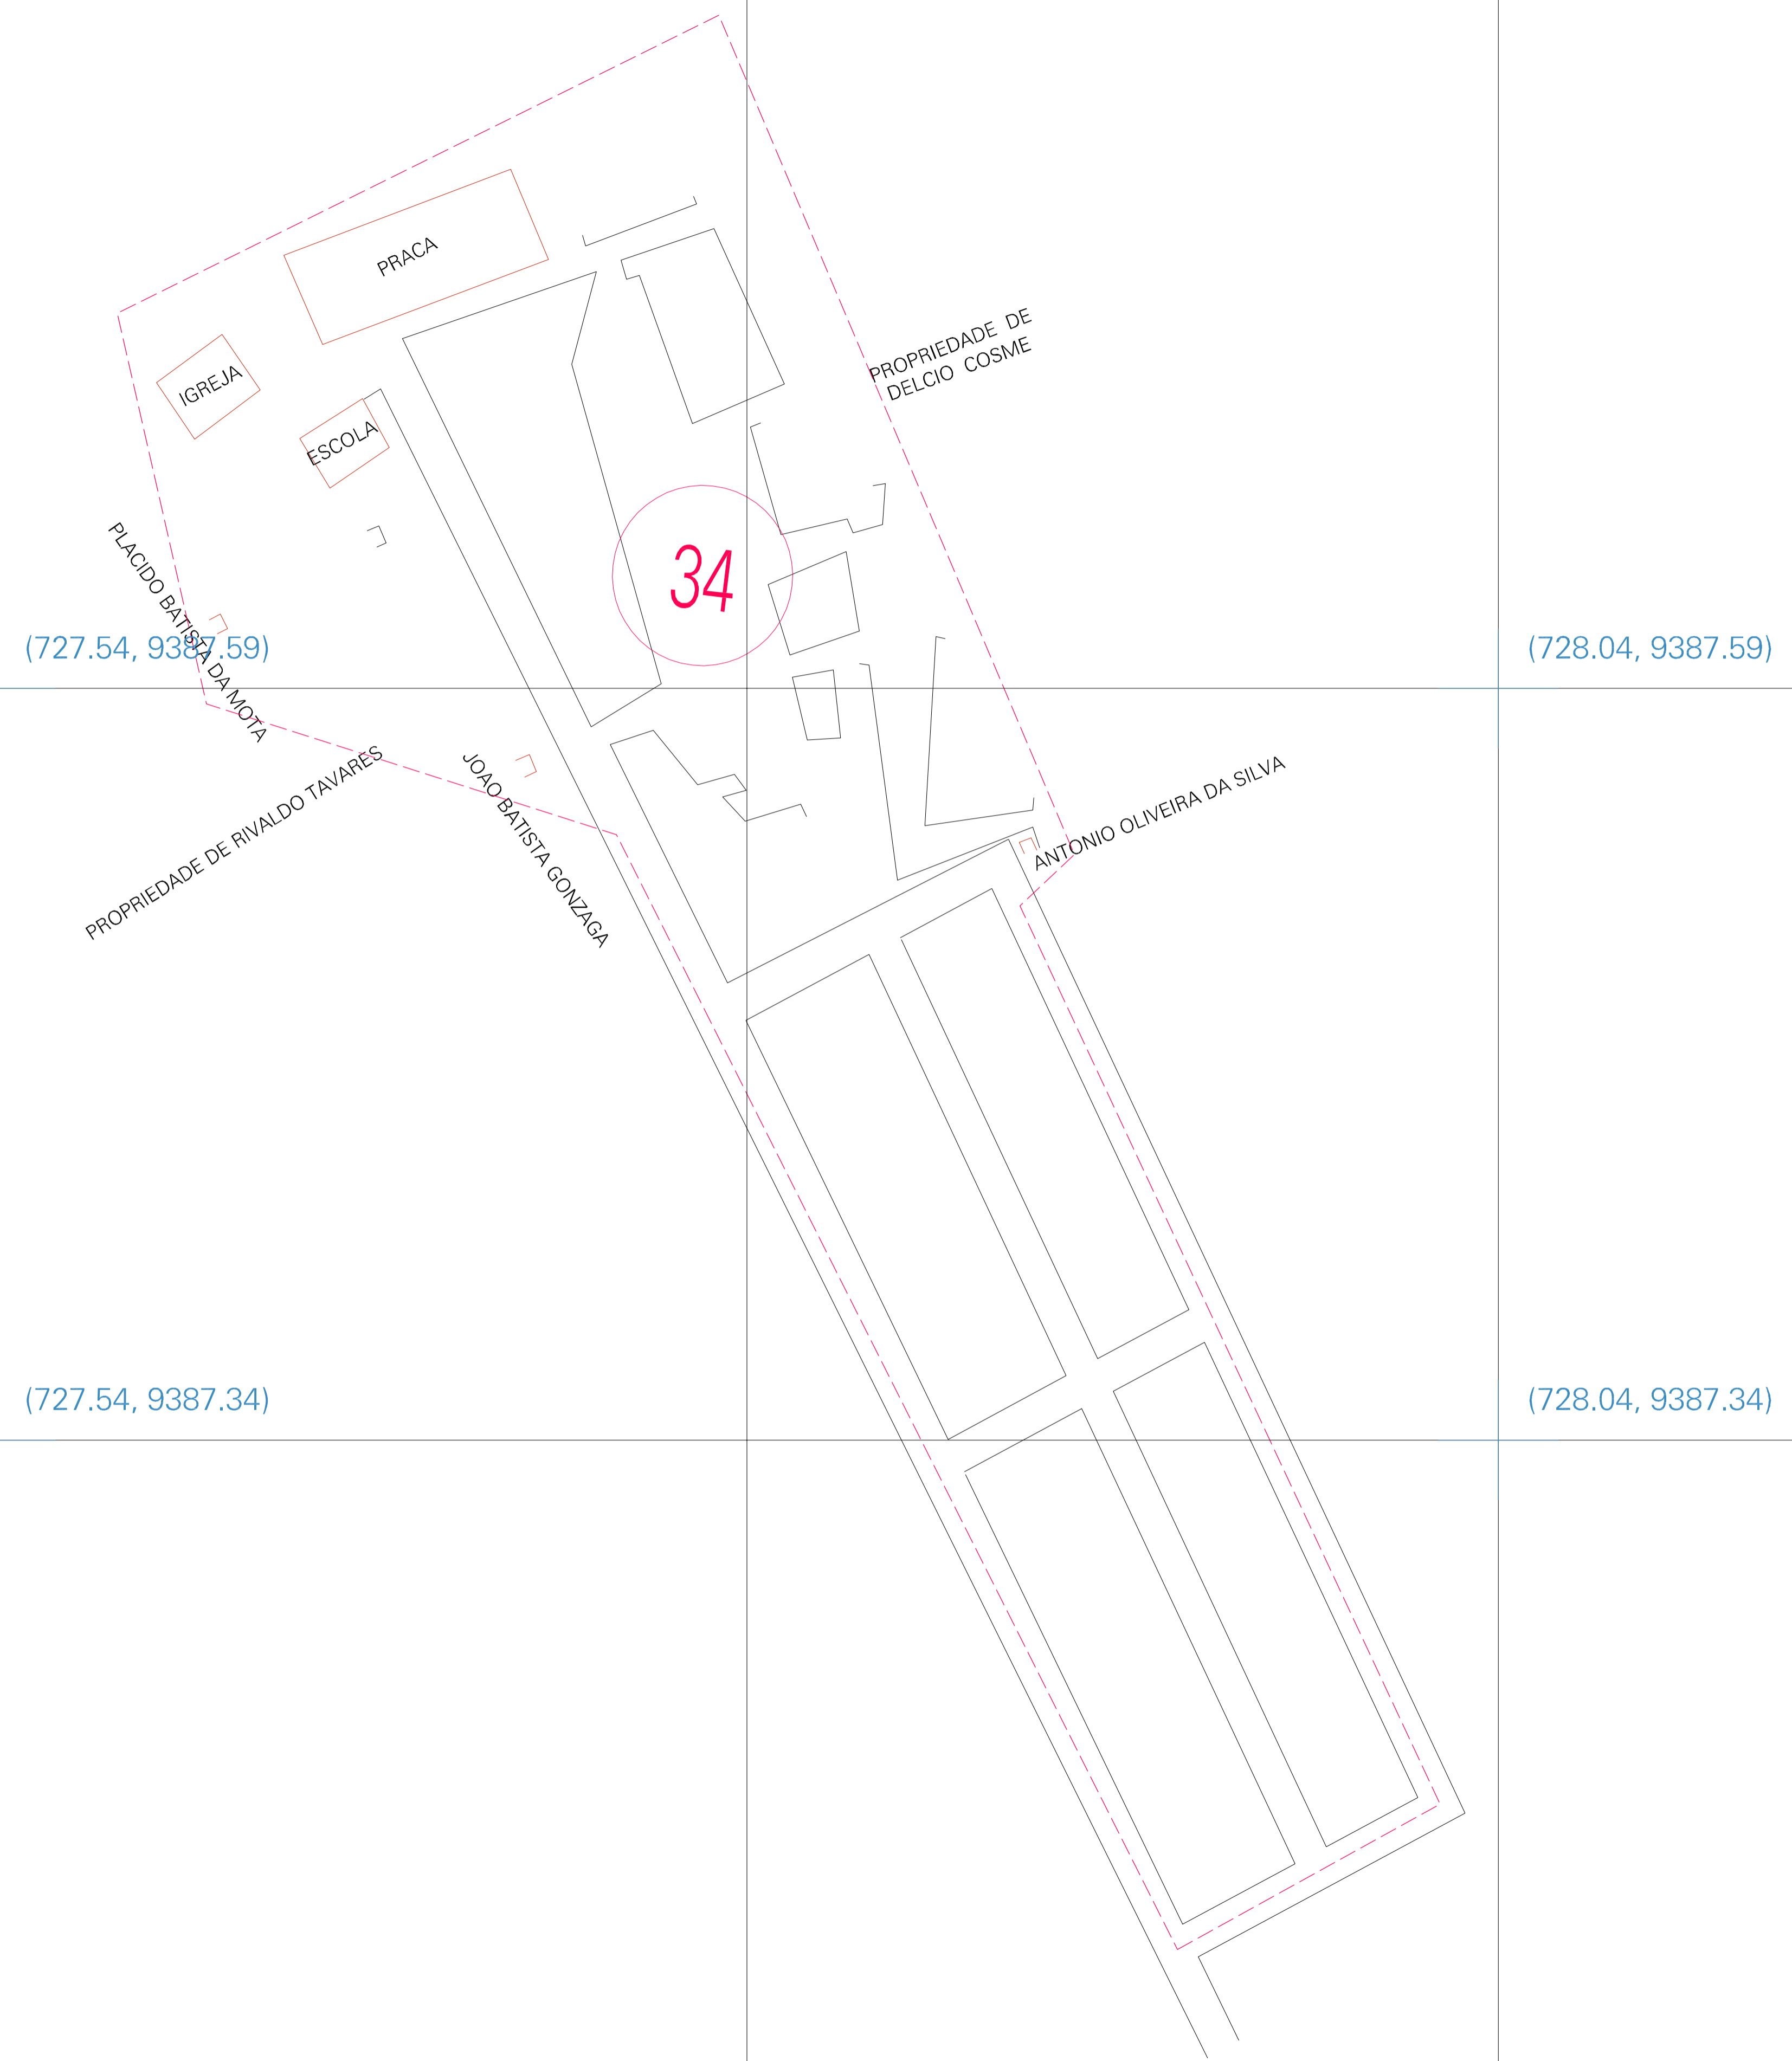 PRACA
IGREJA
ESCOLA
PROPRIEDADE DE
DELCIO COSME
34
PLACIDO BATISTA DA MOTA
(727.54, 9387.59)
(728.04, 9387.59)
PROPRIEDADE DE RIVALDO TAVARES
JOAO BATISTA GONZAGA
ANTONIO OLIVEIRA DA SILVA
(727.54, 9387.34)
(728.04, 9387.34)